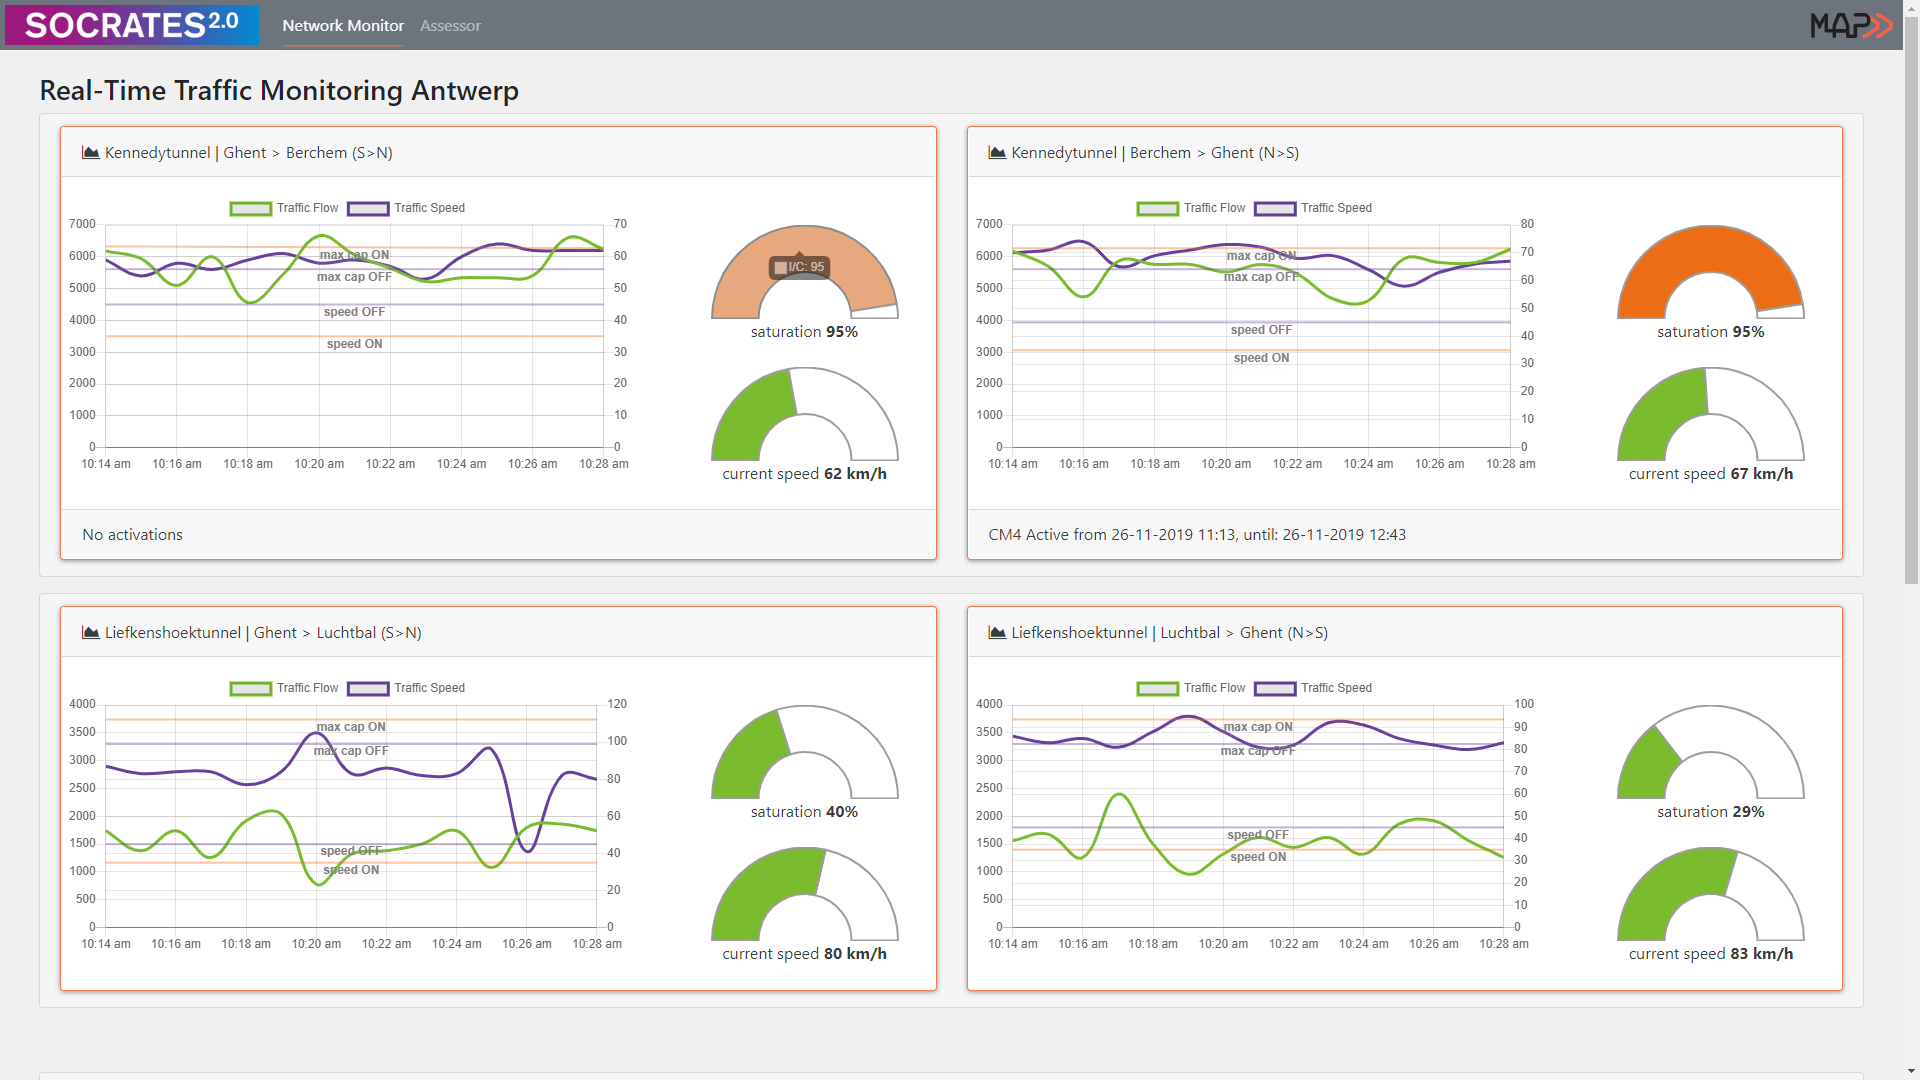 SOCRATES2.0
Network Monitor
Assessor
MAP
Real-Time Traffic Monitoring Antwerp
Kennedytunnel | Ghent > Berchem (S>N)
Traffic Flow
Traffic Speed
7000
6000
5000
4000
3000
2000
1000
0
70
60
50
40
30
20
10
0
max cap ON
max cap OFF
speed OFF
speed ON
10:14 am 10:16 am 10:18 am 10:20 am 10:22 am 10:24 am 10:26 am 10:28 am
I/C: 95
saturation 95%
current speed 62 km/h
No activations
Kennedytunnel | Berchem > Ghent (N>S)
Traffic Flow
Traffic Speed
7000
6000
5000
4000
3000
2000
1000
0
80
70
60
50
40
30
20
10
0
max cap ON
max cap OFF
speed OFF
speed ON
10:14 am 10:16 am 10:18 am 10:20 am 10:22 am 10:24 am 10:26 am 10:28 am
saturation 95%
current speed 67 km/h
CM4 Active from 26-11-2019 11:13, until: 26-11-2019 12:43
Liefkenshoektunnel | Ghent > Luchtbal (S>N)
Traffic Flow
Traffic Speed
4000
3500
3000
2500
2000
1500
1000
500
0
120
100
80
60
40
20
0
max cap ON
max cap OFF
speed OFF
speed ON
10:14 am 10:16 am 10:18 am 10:20 am 10:22 am 10:24 am 10:26 am 10:28 am
saturation 40%
current speed 80 km/h
Liefkenshoektunnel | Luchtbal > Ghent (N>S)
Traffic Flow
Traffic Speed
4000
3500
3000
2500
2000
1500
1000
500
0
100
90
80
70
60
50
40
30
20
10
0
max cap ON
max cap OFF
speed OFF
speed ON
10:14 am 10:16 am 10:18 am 10:20 am 10:22 am 10:24 am 10:26 am 10:28 am
saturation 29%
current speed 83 km/h